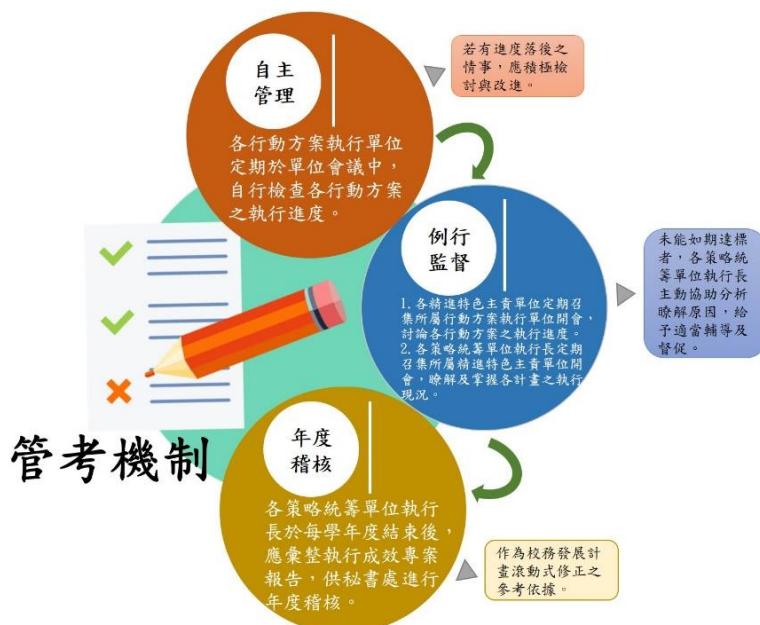 自主
管理
各行動方案執行單位
定期於單位會議中，
自行檢查各行動方案
之執行進度。
若有進度落後之
情事，應積極檢
討與改進。
例行
監督
1. 各精進特色主責單位定期召
集所屬行動方案執行單位開會，
討論各行動方案之執行進度。
2. 各策略統籌單位執行長定期
召集所屬精進特色主責單位開
會，瞭解及掌握各計畫之執行
現況。
未能如期達標
者，各策略統
籌單位執行長
主動協助分析
瞭解原因，給
予適當輔導及
督促。
管考機制
年度
稽核
各策略統籌單位執行
長於每學年度結束後，
應彙整執行成效專案
報告，供秘書處進行
年度稽核。
作為校務發展計
畫滾動式修正之
參考依據。